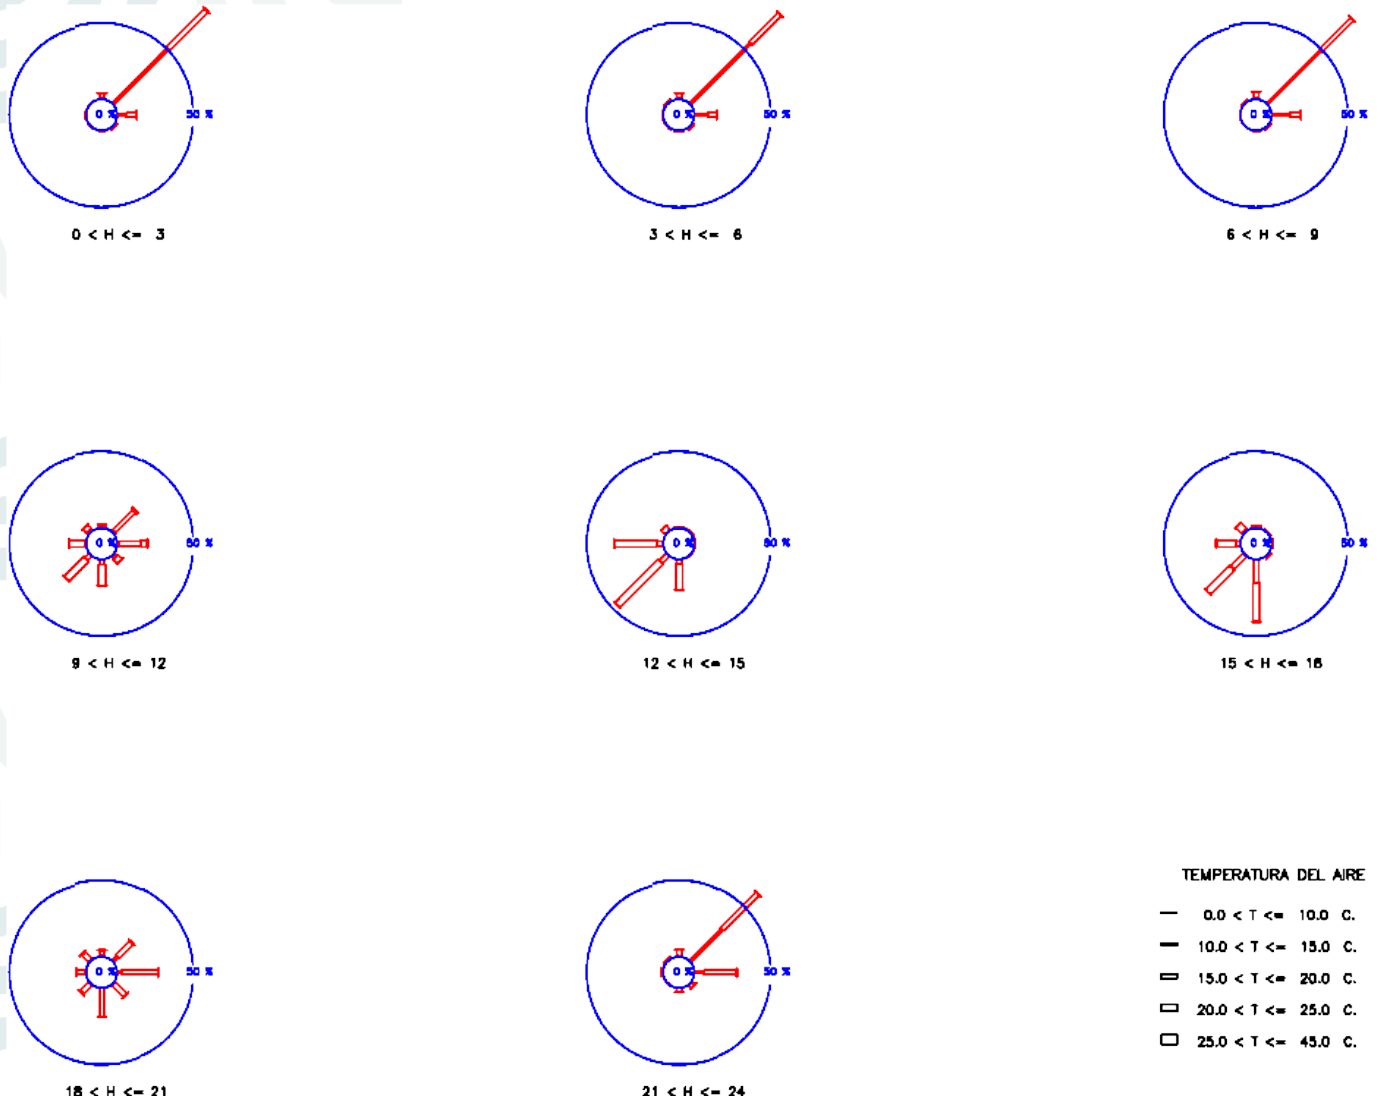 0 % 50 %
0 % 50 %
0 % 50 %
0 < H <= 3
3 < H <= 6
6 < H <= 9
0 % 50 %
0 % 50 %
0 % 50 %
9 < H <= 12
12 < H <= 15
15 < H <= 18
0 % 50 %
0 % 50 %
18 < H <= 21
21 < H <= 24
TEMPERATURA DEL AIRE
0.0 < T <= 10.0 C.
10.0 < T <= 15.0 C.
15.0 < T <= 20.0 C.
20.0 < T <= 25.0 C.
25.0 < T <= 45.0 C.